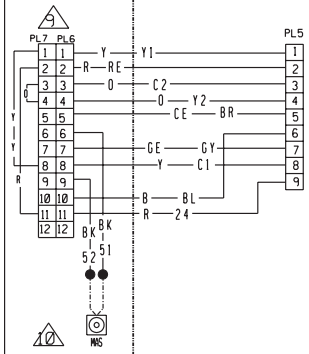 9
PL7 PL6 PL5
1 1 Y Y1 1
2 2 R RE 2
3 3 O C2 3
4 4 O Y2 4
5 5 CE BR 5
6 6 6
7 7 GE GY 7
8 8 Y C1 8
9 9 9
10 10 B BL
11 11 R 24
12 12
Y
Y
R
O
BK BK
52 51
10
MAS